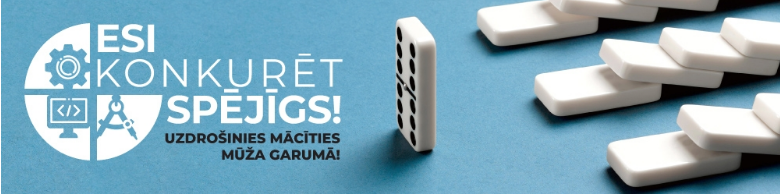 ESI
KONKURĒT
SPĒJĪGS!
UZDROŠINIES MĀCĪTIES
MŪŽA GARUMĀ!
</>